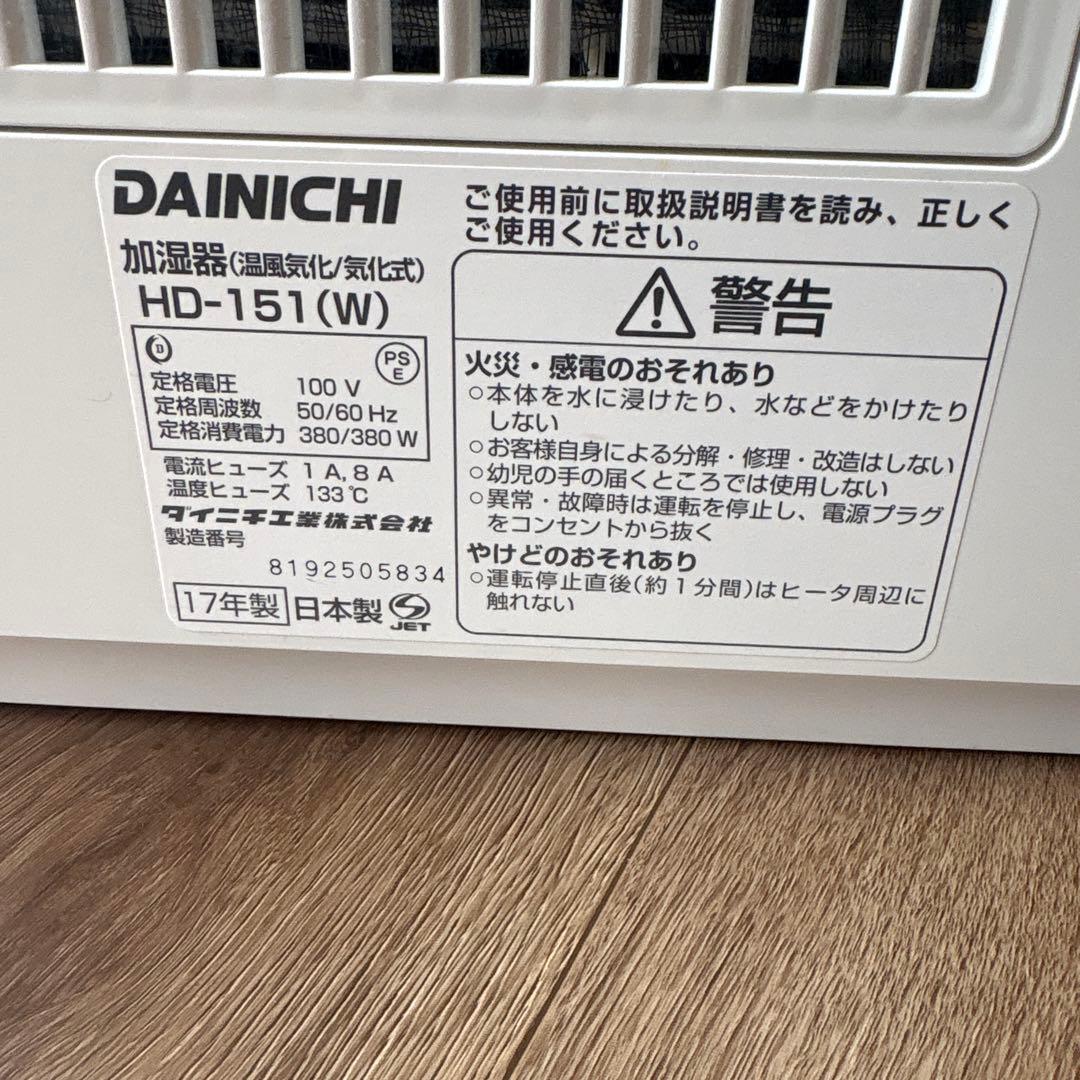 DAINICHI
加湿器(温風気化/気化式)
HD-151(W)
PS
E
定格電圧 100 V
定格周波数 50/60 Hz
定格消費電力 380/380 W
電流ヒューズ 1 A, 8 A
温度ヒューズ 133℃
ダイニチ工業株式会社
製造番号
8192505834
17年製 日本製 JET
ご使用前に取扱説明書を読み、正しく
ご使用ください。
警告
火災・感電のおそれあり
○本体を水に浸けたり、水などをかけたり
しない
○お客様自身による分解・修理・改造はしない
○幼児の手の届くところでは使用しない
○異常・故障時は運転を停止し、電源プラグ
をコンセントから抜く
やけどのおそれあり
○運転停止直後(約1分間)はヒータ周辺に
触れない